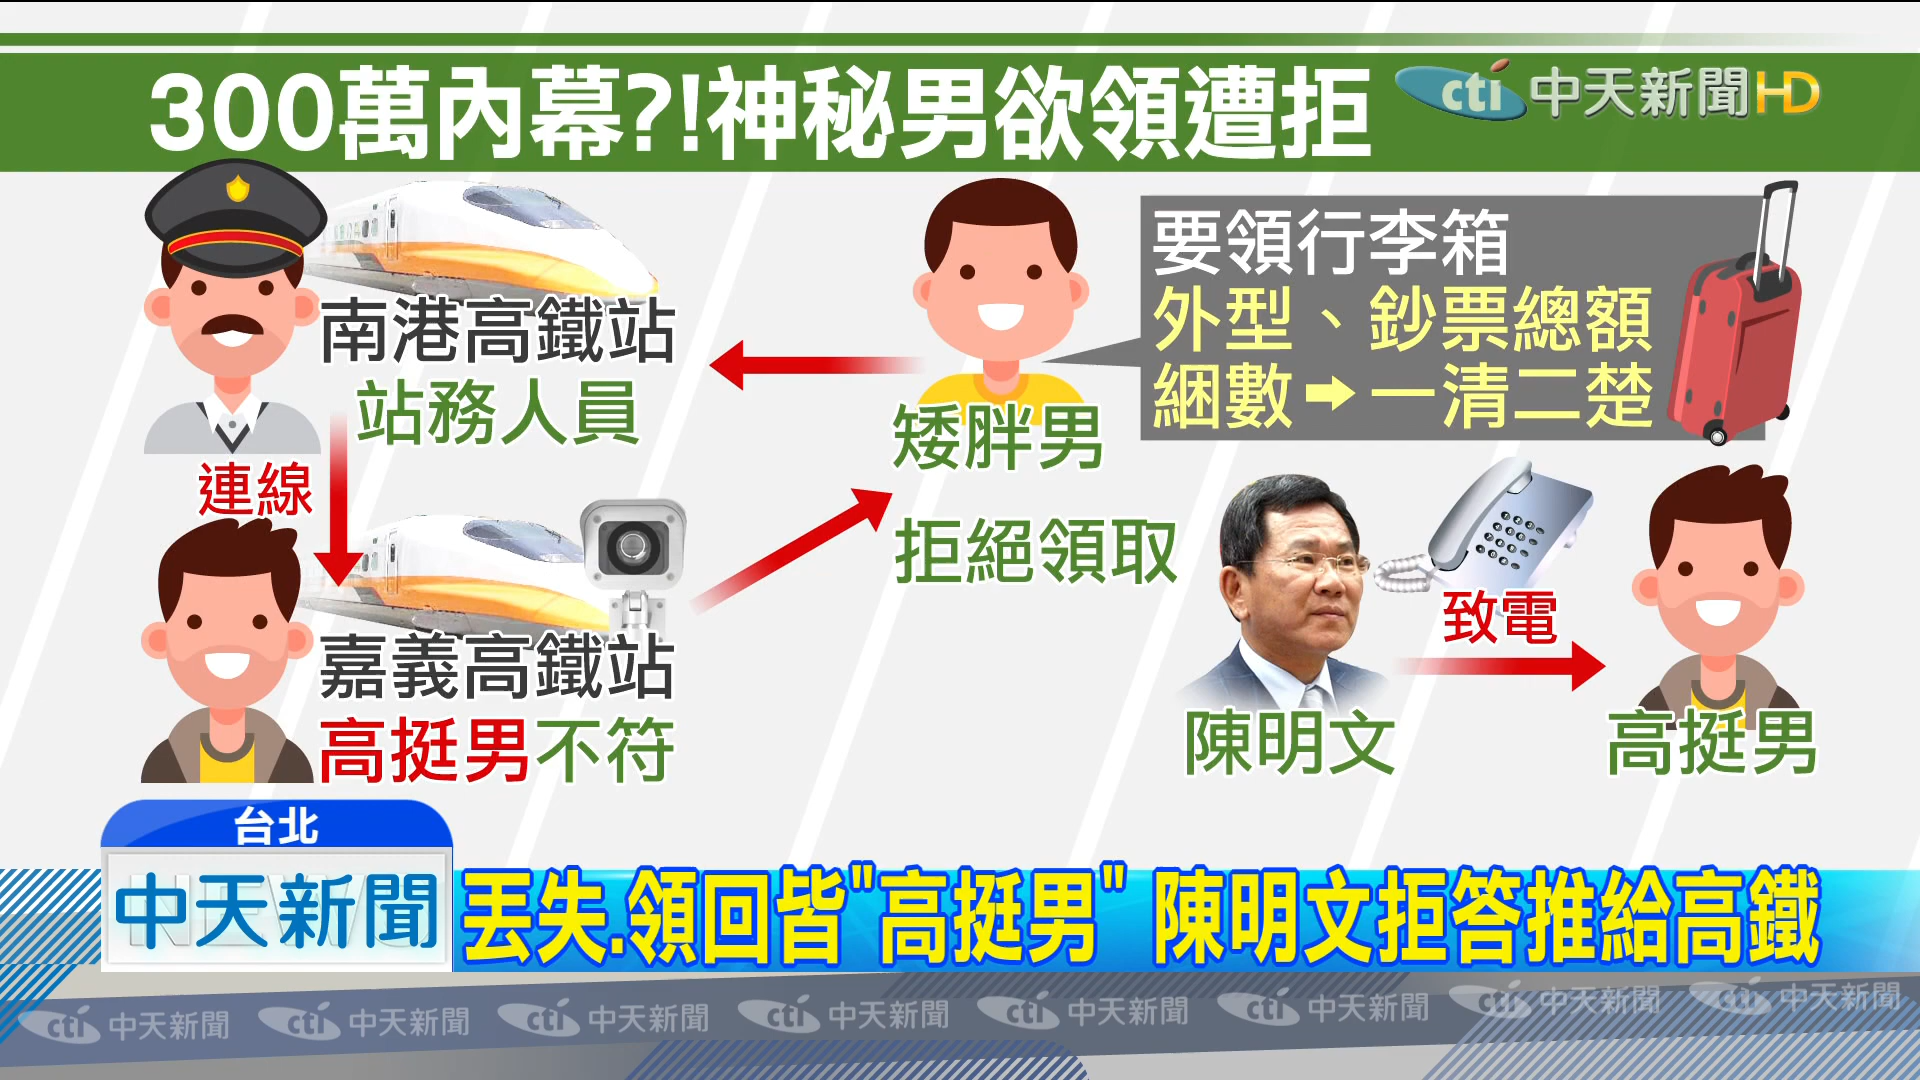 300萬內幕?!神秘男欲領遭拒
cti 中天新聞HD
要領行李箱
外型、鈔票總額
綑數➡一清二楚
南港高鐵站
站務人員
連線
矮胖男
拒絕領取
嘉義高鐵站
高挺男不符
致電
陳明文
高挺男
台北
中天新聞
NEWS
丟失.領回皆"高挺男" 陳明文拒答推給高鐵
cti 中天新聞 cti 中天新聞 cti 中天新聞 cti 中天新聞 cti 中天新聞 cti 中天新聞 cti 中天新聞 cti 中天新聞